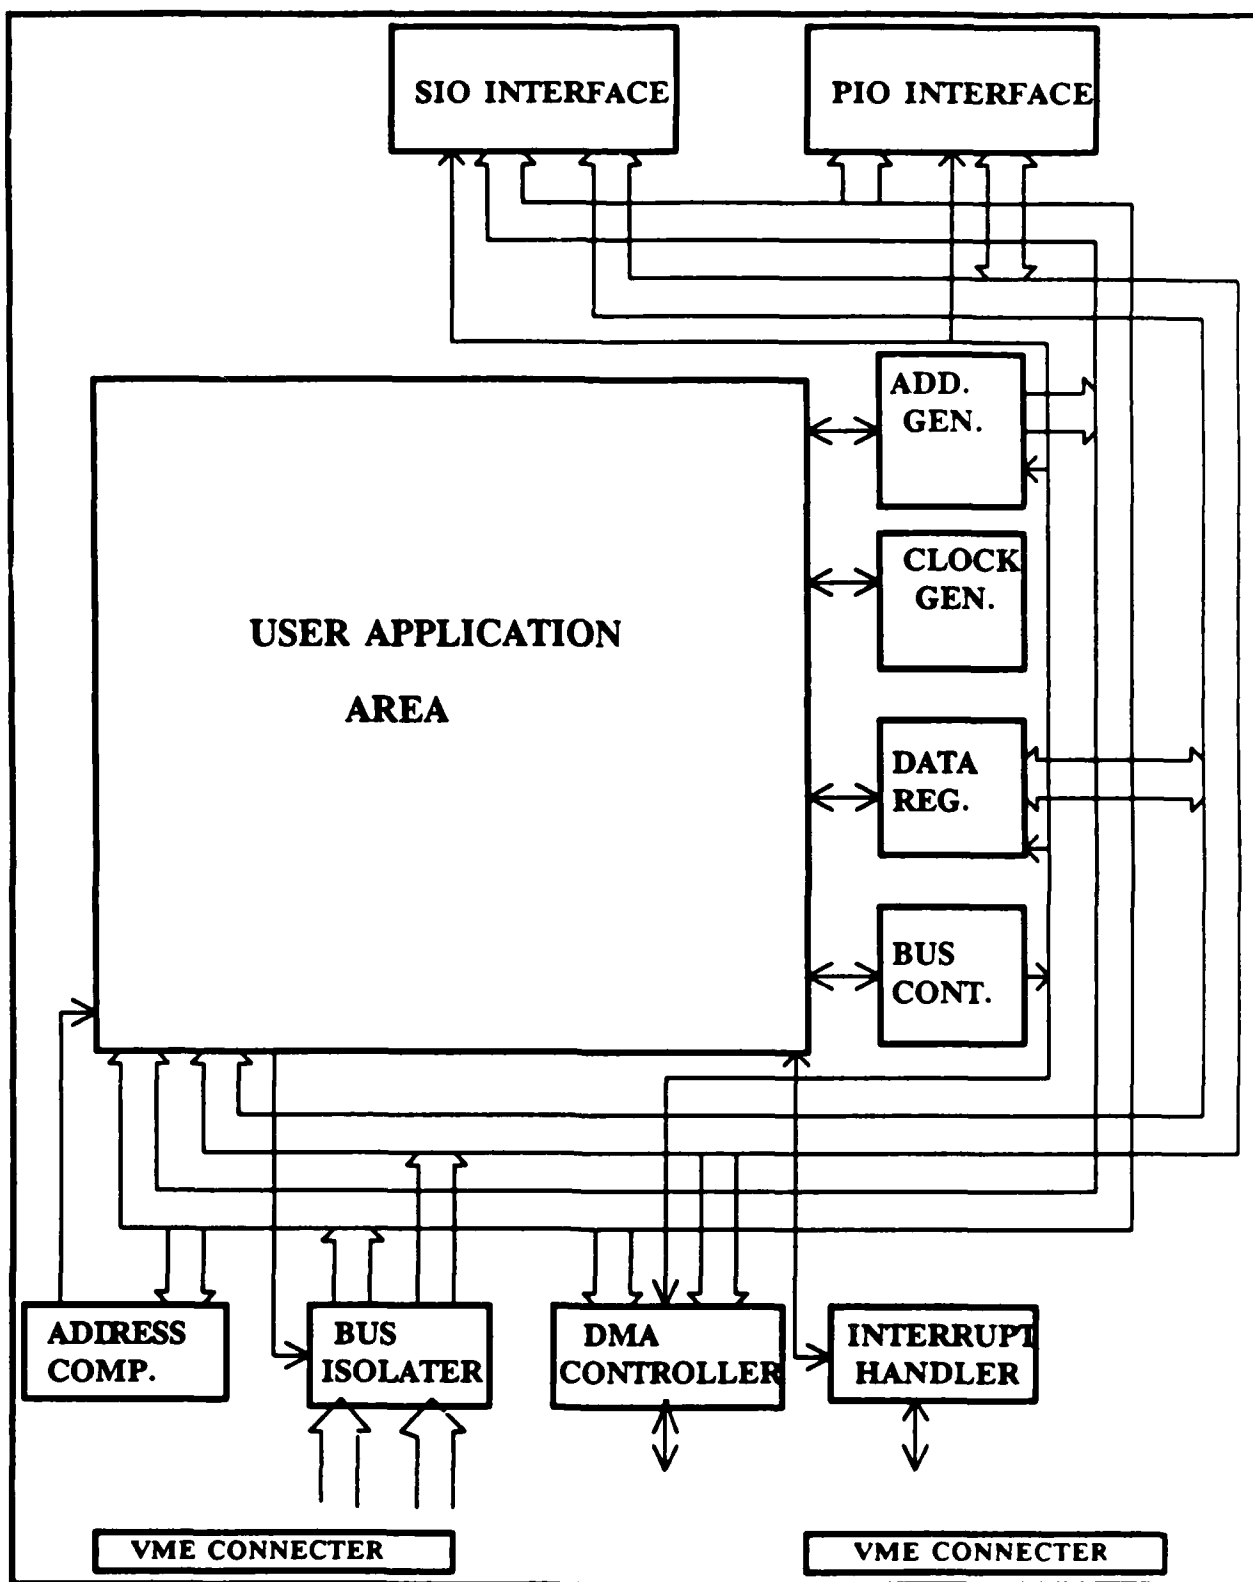 SIO INTERFACE
PIO INTERFACE
ADD.
GEN.
CLOCK
GEN.
USER APPLICATION
AREA
DATA
REG.
BUS
CONT.
ADDRESS
COMP.
BUS
ISOLATER
DMA
CONTROLLER
INTERRUPT
HANDLER
VME CONNECTER
VME CONNECTER